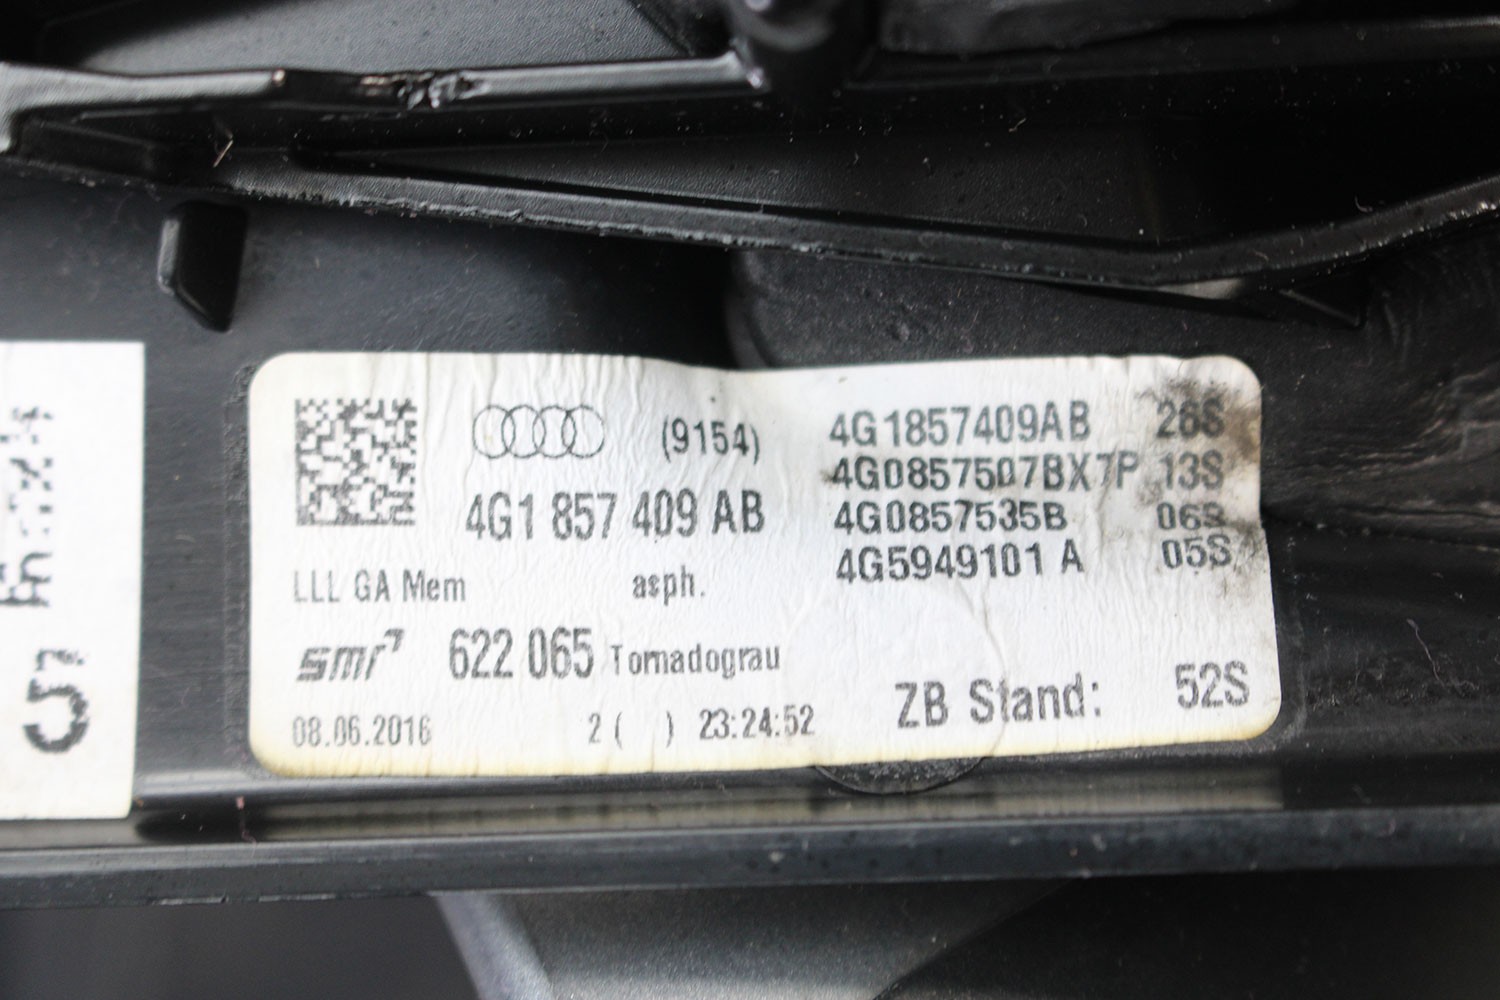 (9154)
4G1 857 409 AB
LLL GA Mem asph.
smr 622 065 Tornadograu
08.06.2016 2 ( ) 23:24:52
4G1857409AB 26S
4G0857507BX7P 13S
4G0857535B 06S
4G5949101 A 05S
ZB Stand: 52S